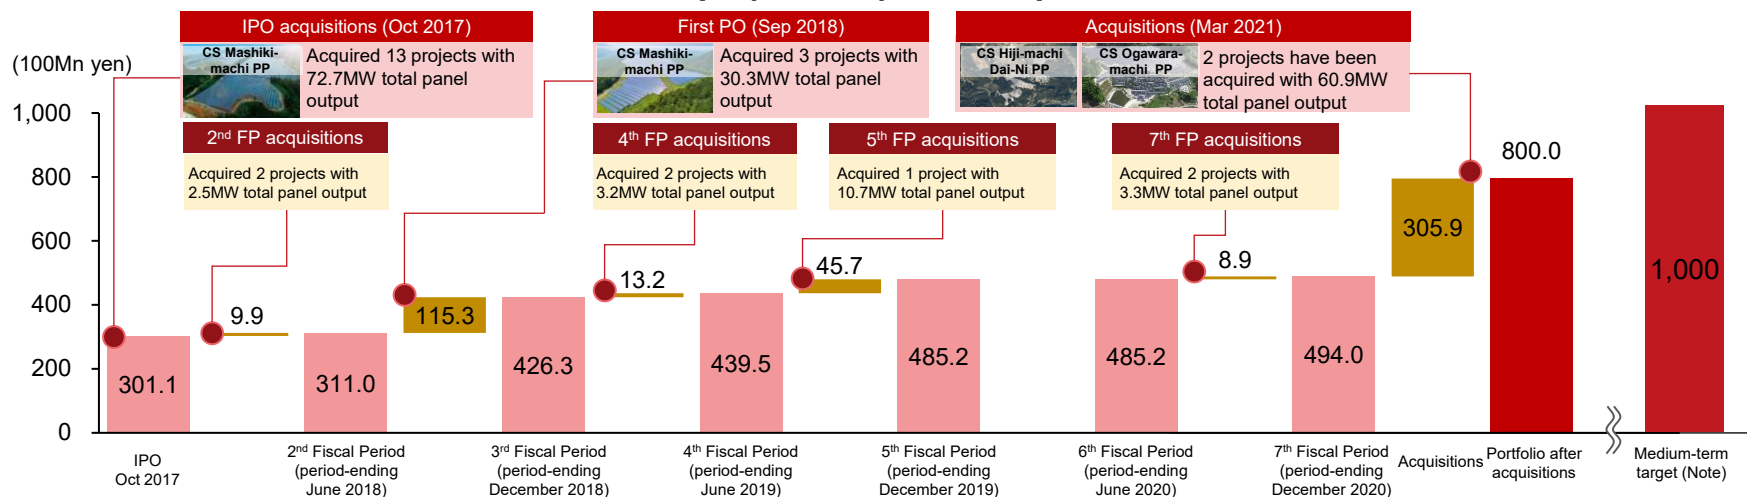 IPO acquisitions (Oct 2017)
CS Mashiki-
machi PP
Acquired 13 projects with
72.7MW total panel
output
First PO (Sep 2018)
CS Mashiki-
machi PP
Acquired 3 projects with
30.3MW total panel
output
Acquisitions (Mar 2021)
CS Hiji-machi
Dai-Ni PP
CS Ogawara-
machi PP
2 projects have been
acquired with 60.9MW
total panel output
(100Mn yen)
2nd FP acquisitions
Acquired 2 projects with
2.5MW total panel output
4th FP acquisitions
Acquired 2 projects with
3.2MW total panel output
5th FP acquisitions
Acquired 1 project with
10.7MW total panel output
7th FP acquisitions
Acquired 2 projects with
3.3MW total panel output
1,000
800
600
400
200
0
301.1
9.9
311.0
115.3
426.3
13.2
439.5
45.7
485.2
485.2
8.9
494.0
305.9
800.0
1,000
IPO
Oct 2017
2nd Fiscal Period
(period-ending
June 2018)
3rd Fiscal Period
(period-ending
December 2018)
4th Fiscal Period
(period-ending
June 2019)
5th Fiscal Period
(period-ending
December 2019)
6th Fiscal Period
(period-ending
June 2020)
7th Fiscal Period
(period-ending
December 2020)
Acquisitions
Portfolio after
acquisitions
Medium-term
target (Note)